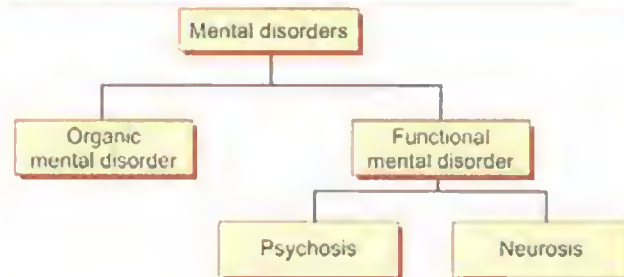 Mental disorders
Organic
mental disorder
Functional
mental disorder
Psychosis
Neurosis